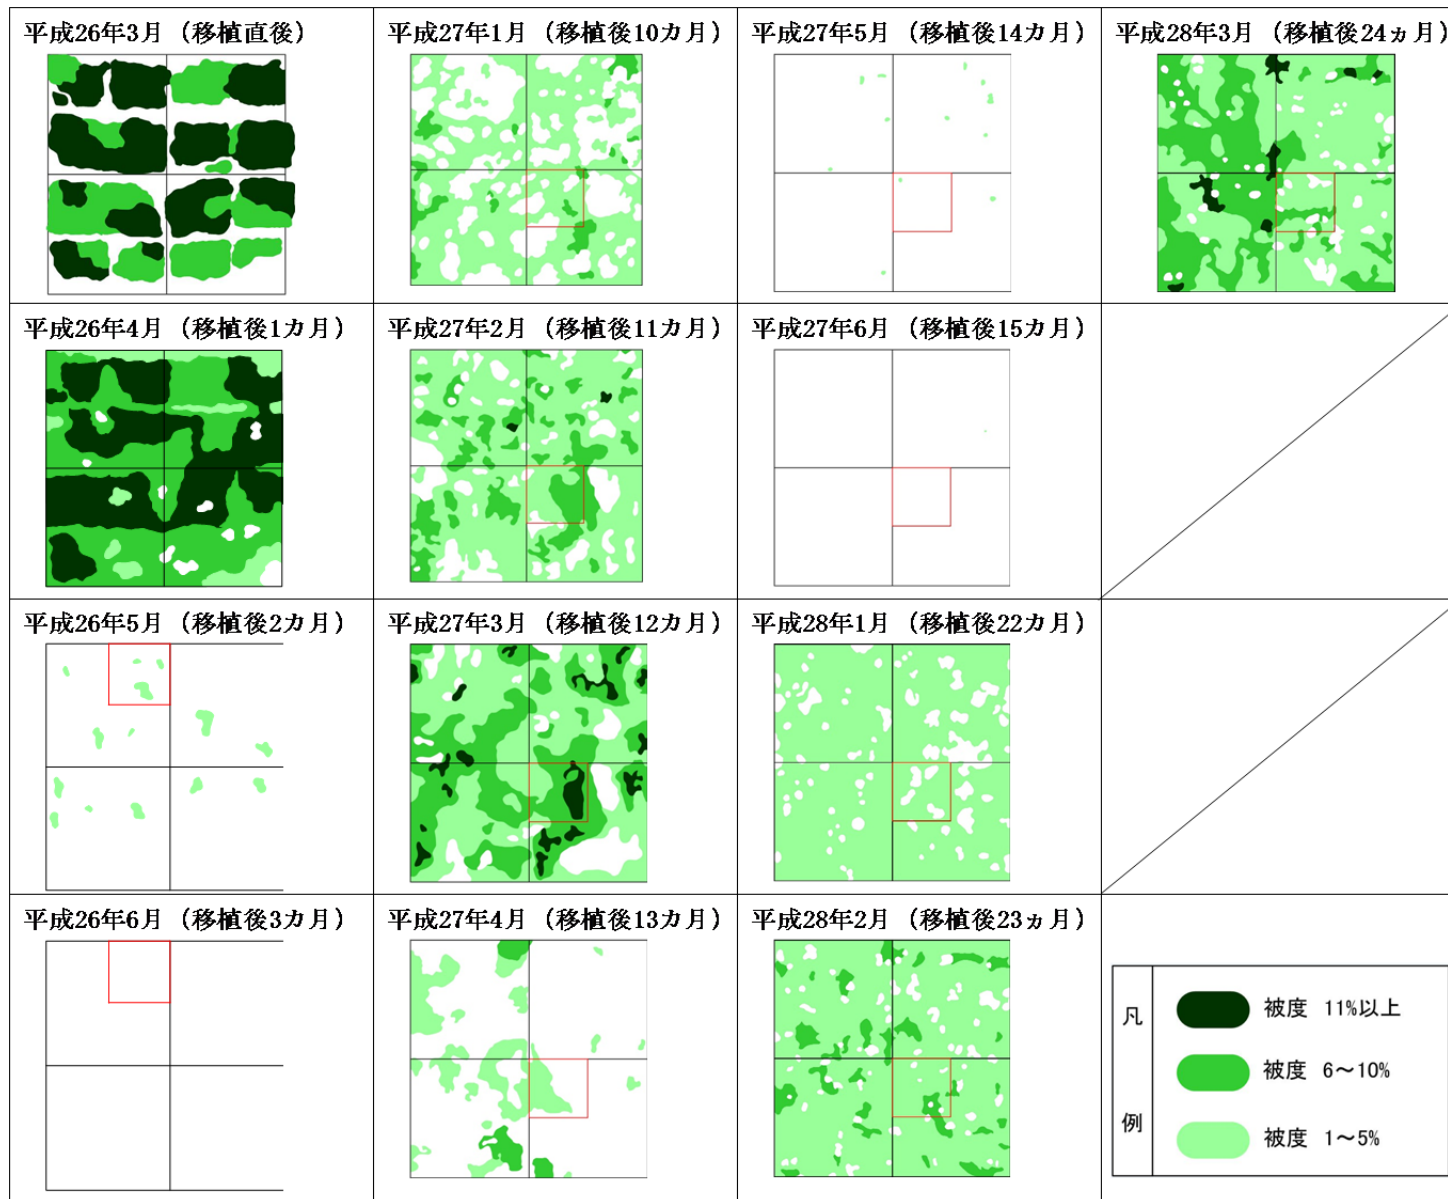 平成26年3月（移植直後）
平成27年1月（移植後10カ月）
平成27年5月（移植後14カ月）
平成28年3月（移植後24ヵ月）
平成26年4月（移植後1カ月）
平成27年2月（移植後11カ月）
平成27年6月（移植後15カ月）
平成26年5月（移植後2カ月）
平成27年3月（移植後12カ月）
平成28年1月（移植後22カ月）
平成26年6月（移植後3カ月）
平成27年4月（移植後13カ月）
平成28年2月（移植後23ヵ月）
凡例
被度 11%以上
被度 6～10%
被度 1～5%